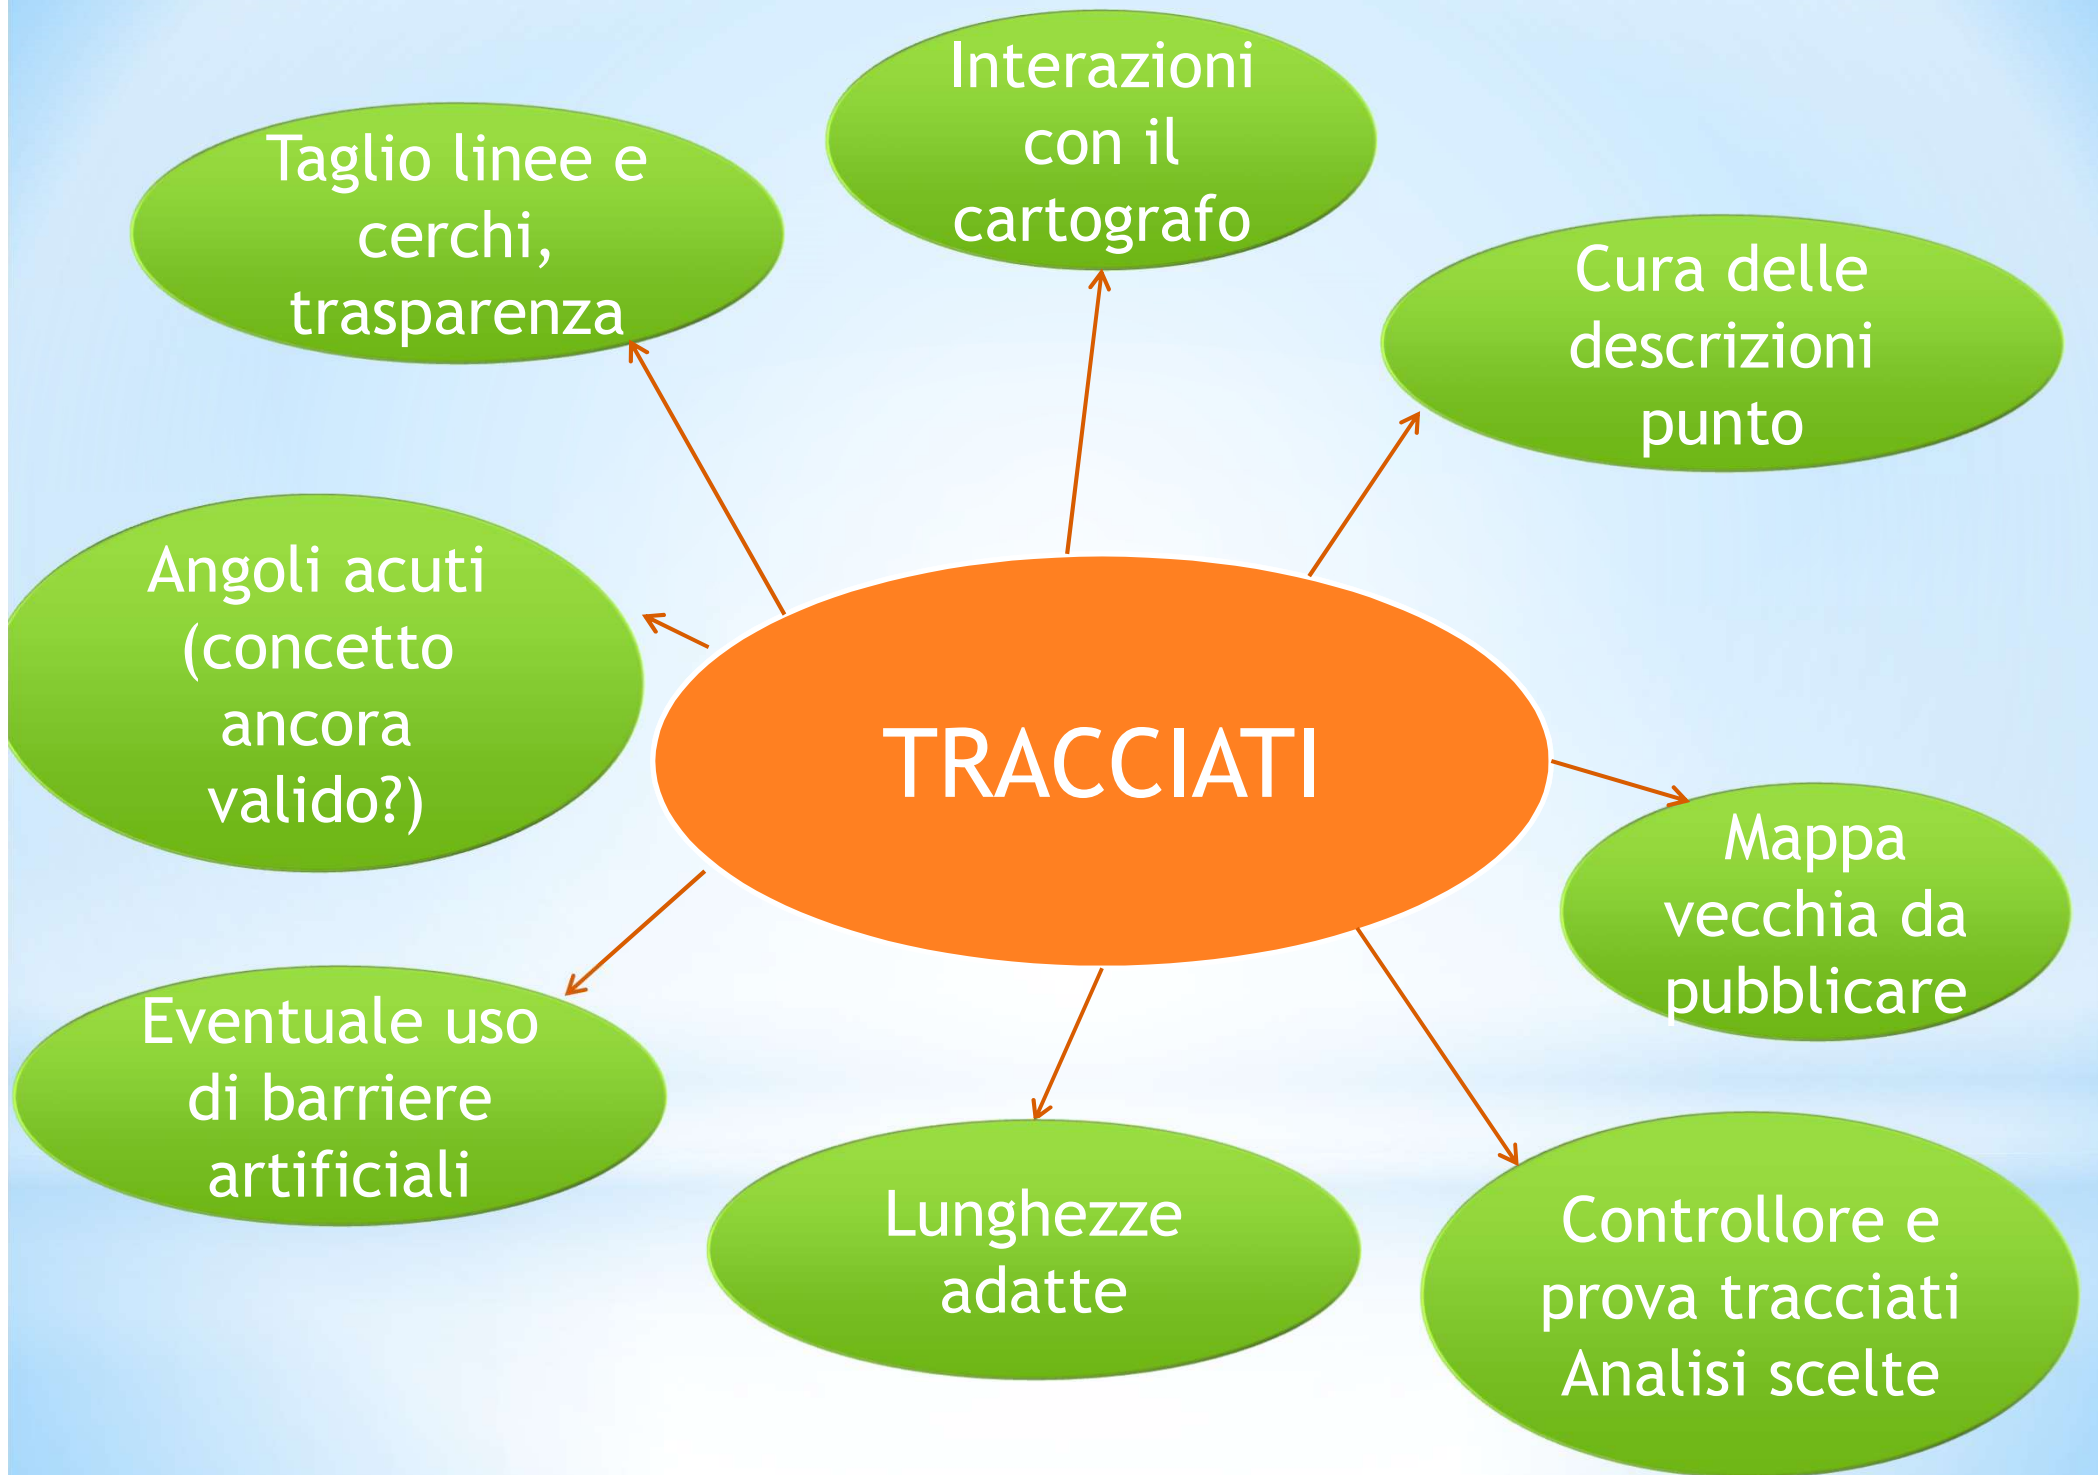 Interazioni
con il
cartografo
Taglio linee e
cerchi,
trasparenza
Cura delle
descrizioni
punto
Angoli acuti
(concetto
ancora
valido?)
TRACCIATI
Mappa
vecchia da
pubblicare
Eventuale uso
di barriere
artificiali
Lunghezze
adatte
Controllore e
prova tracciati
Analisi scelte